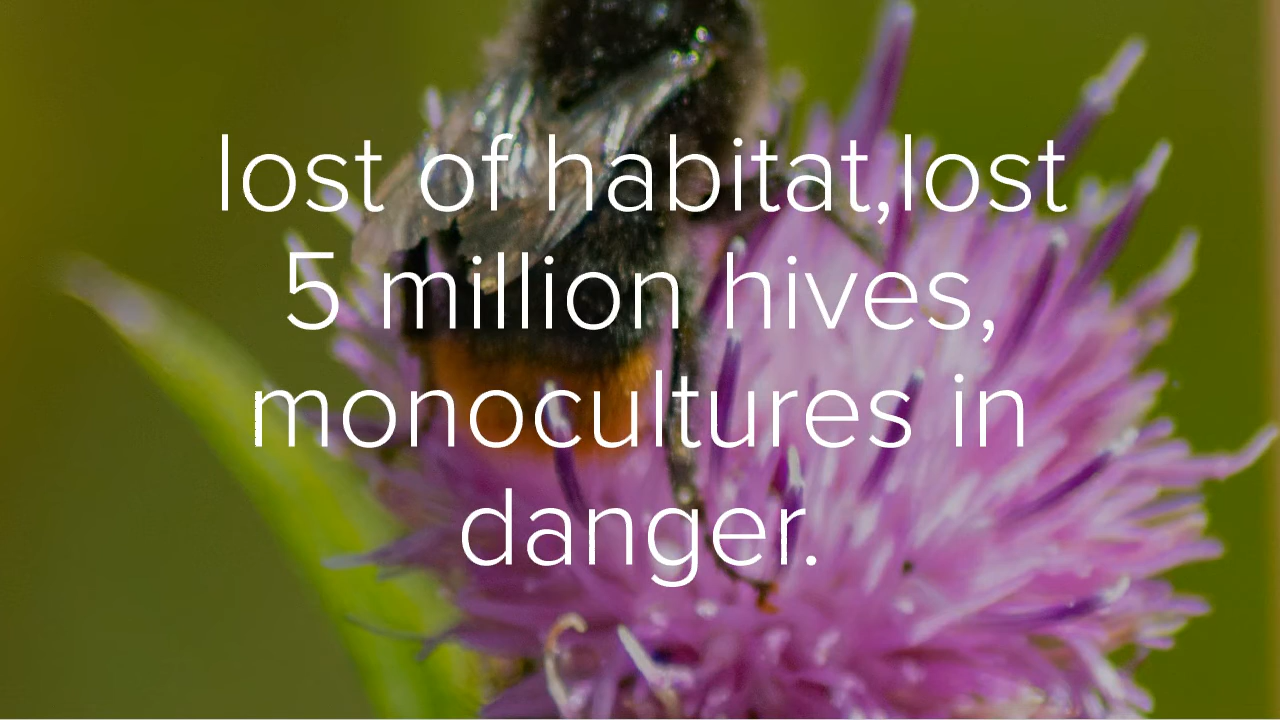 lost of habitat,lost
5 million hives,
monocultures in
danger.